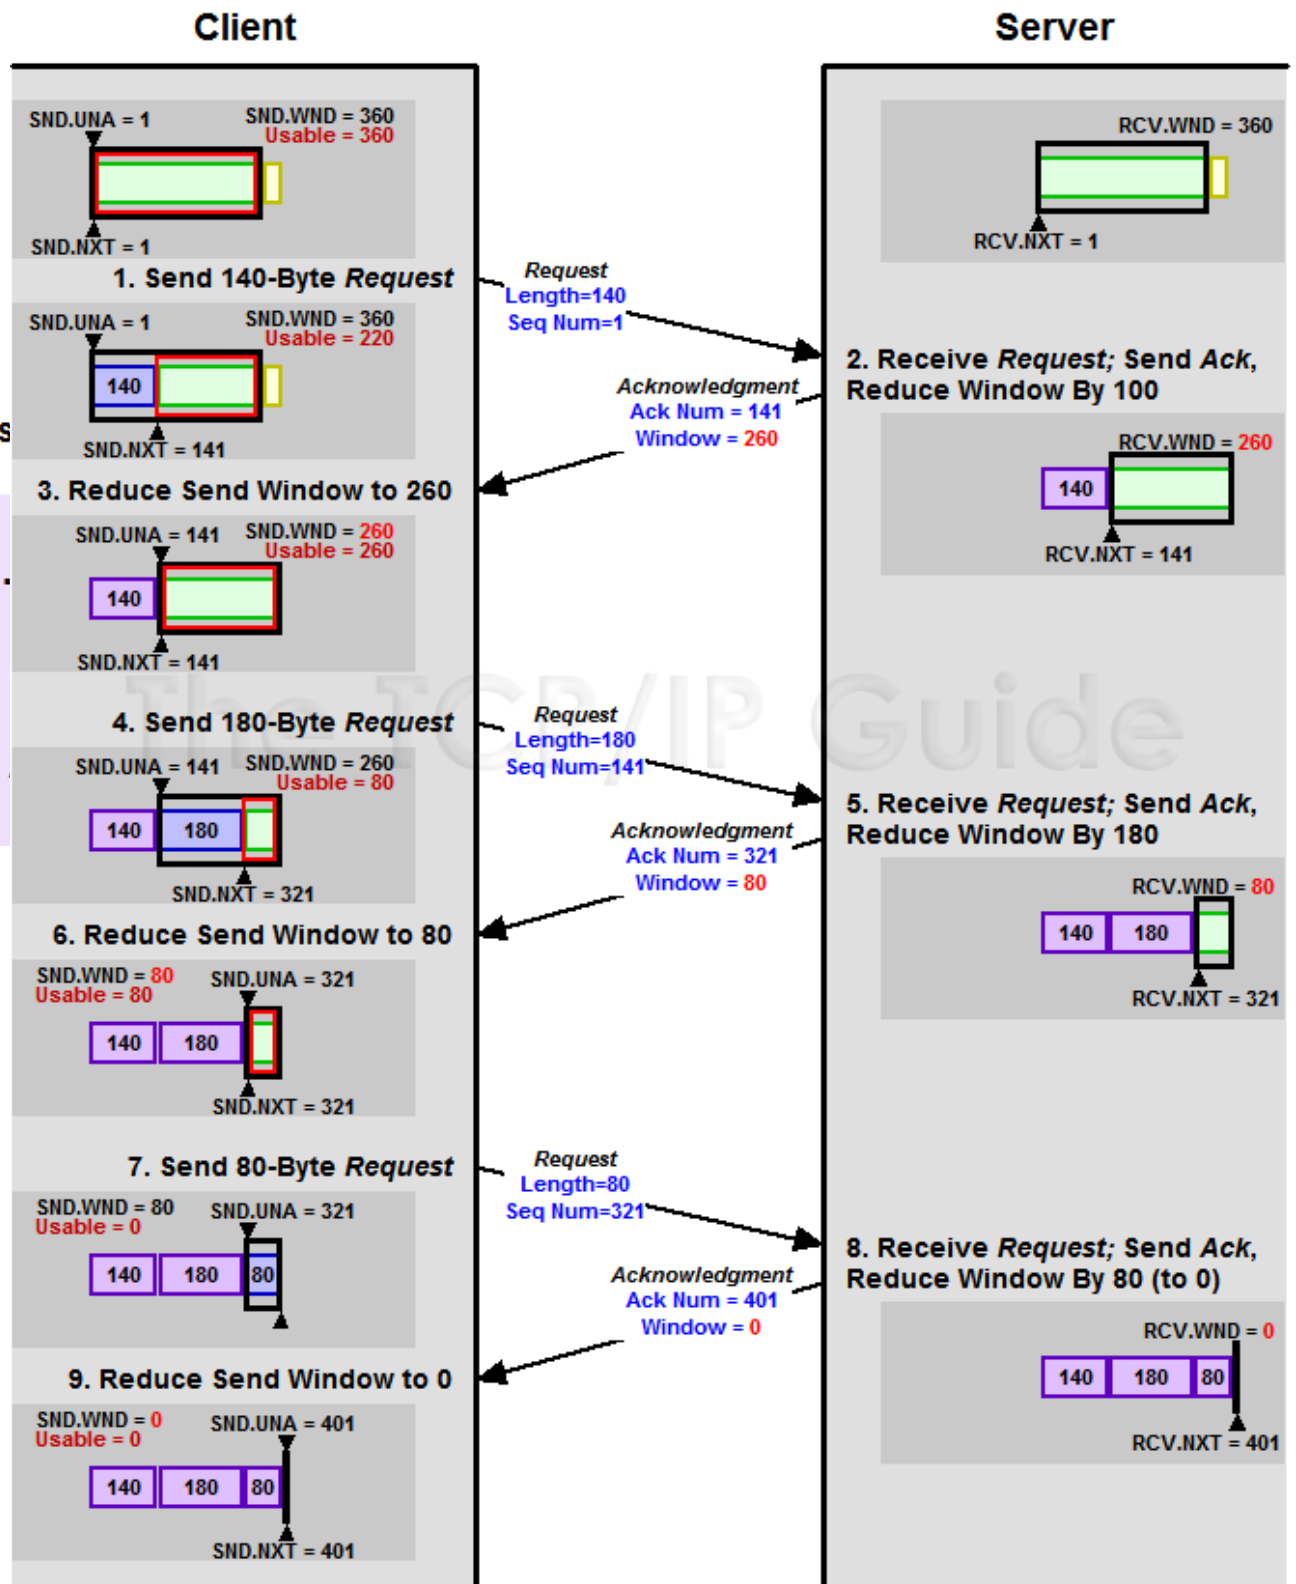 Client
Server
SND.UNA = 1
SND.WND = 360
Usable = 360
SND.NXT = 1
RCV.WND = 360
RCV.NXT = 1
1. Send 140-Byte Request
Request
Length=140
Seq Num=1
SND.UNA = 1
SND.WND = 360
Usable = 220
140
SND.NXT = 141
2. Receive Request; Send Ack,
Reduce Window By 100
Acknowledgment
Ack Num = 141
Window = 260
RCV.WND = 260
140
RCV.NXT = 141
3. Reduce Send Window to 260
SND.UNA = 141
SND.WND = 260
Usable = 260
140
SND.NXT = 141
The TCP/IP Guide
4. Send 180-Byte Request
Request
Length=180
Seq Num=141
SND.UNA = 141
SND.WND = 260
Usable = 80
140
180
SND.NXT = 321
5. Receive Request; Send Ack,
Reduce Window By 180
Acknowledgment
Ack Num = 321
Window = 80
RCV.WND = 80
140
180
RCV.NXT = 321
6. Reduce Send Window to 80
SND.WND = 80
Usable = 80
SND.UNA = 321
140
180
SND.NXT = 321
7. Send 80-Byte Request
Request
Length=80
Seq Num=321
SND.WND = 80
Usable = 0
SND.UNA = 321
140
180
80
8. Receive Request; Send Ack,
Reduce Window By 80 (to 0)
Acknowledgment
Ack Num = 401
Window = 0
RCV.WND = 0
140
180
80
RCV.NXT = 401
9. Reduce Send Window to 0
SND.WND = 0
Usable = 0
SND.UNA = 401
140
180
80
SND.NXT = 401